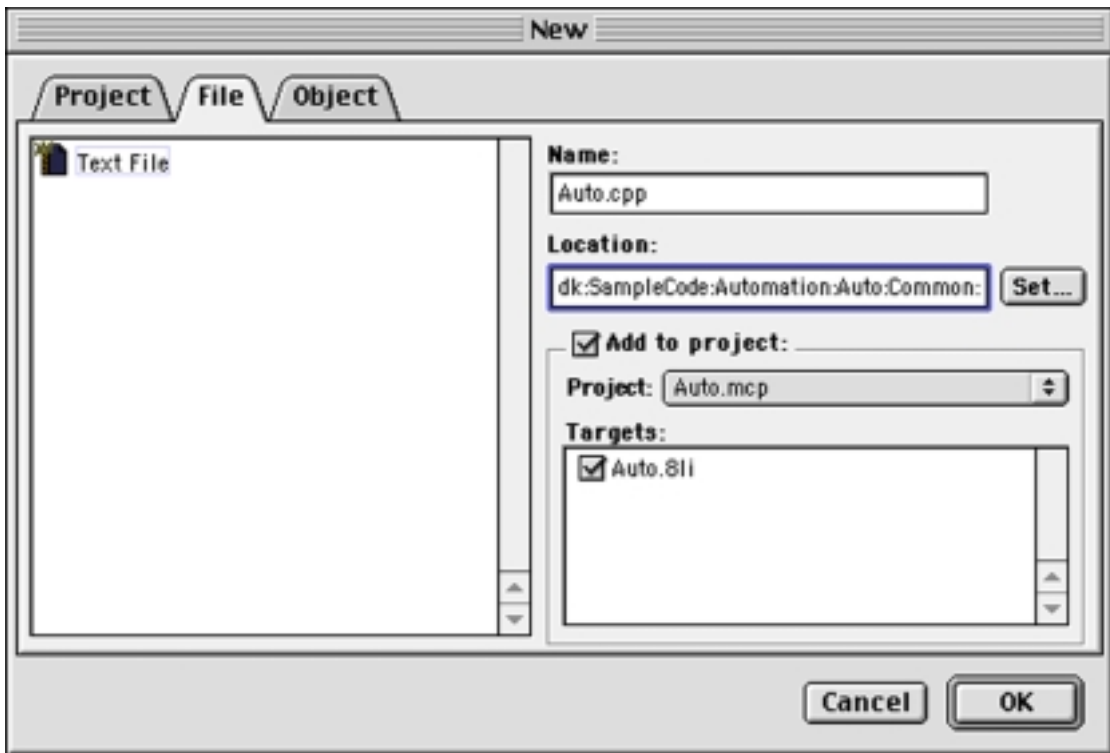 New
Project File Object
Text File
Name:
Auto.cpp
Location:
dk:SampleCode:Automation:Auto:Common:
Set...
Add to project:
Project: Auto.mcp
Targets:
Auto.8li
Cancel OK